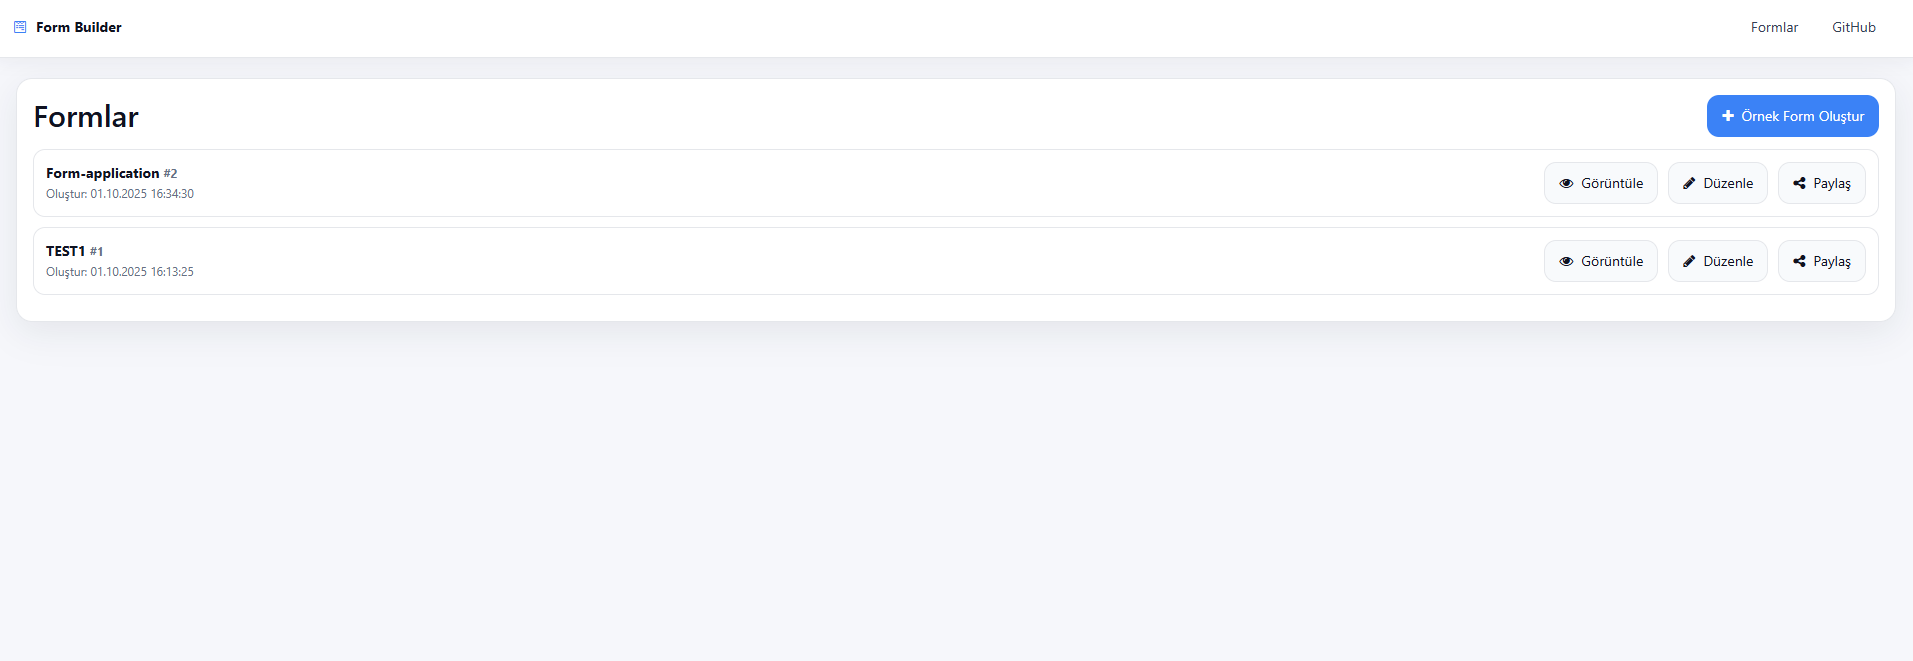 Form Builder
Formlar
GitHub
Formlar
Örnek Form Oluştur
Form-application #2
Oluştur: 01.10.2025 16:34:30
Görüntüle
Düzenle
Paylaş
TEST1 #1
Oluştur: 01.10.2025 16:13:25
Görüntüle
Düzenle
Paylaş